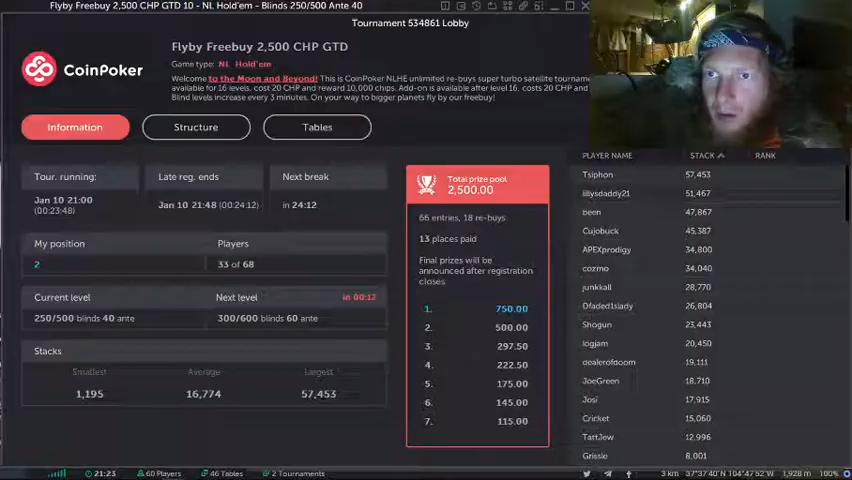 Flyby Freebuy 2,500 CHP GTD 10 - NL Hold'em - Blinds 250/500 Ante 40
Tournament 534861 Lobby
CoinPoker
Flyby Freebuy 2,500 CHP GTD
Game type: NL Hold'em
Welcome to the Moon and Beyond! This is CoinPoker NLHE unlimited re-buys super turbo satellite tourname
available for 16 levels, cost 20 CHP and reward 10,000 chips. Add-on is available after level 16, costs 20 CHP and
Blind levels increase every 3 minutes. On your way to bigger planets fly by our freebuy!
Information
Structure
Tables
Tour. running:
Jan 10 21:00
(00:23:48)
Late reg. ends
Jan 10 21:48 (00:24:12)
Next break
in 24:12
My position
2
Players
33 of 68
Current level
250/500 blinds 40 ante
Next level
in 00:12
300/600 blinds 60 ante
Stacks
Smallest
Average
Largest
1,195
16,774
57,453
Total prize pool
2,500.00
66 entries, 18 re-buys
13 places paid
Final prizes will be
announced after registration
closes
1. 750.00
2. 500.00
3. 297.50
4. 222.50
5. 175.00
6. 145.00
7. 115.00
PLAYER NAME STACK RANK
Tsiphon 57,453
lillysdaddy21 51,467
been 47,867
Cujobuck 45,387
APEXprodigy 34,800
cozmo 34,040
junkkall 28,770
Dfaded1slady 26,804
Shogun 23,443
logjam 20,450
dealerofdoom 19,111
JoeGreen 18,710
Josi 17,915
Cricket 15,060
TattJew 12,996
Grissle 8,001
21:23
60 Players
46 Tables
2 Tournaments
3 km 37°37'40"N 104°47'52"W 1,928 m 100%